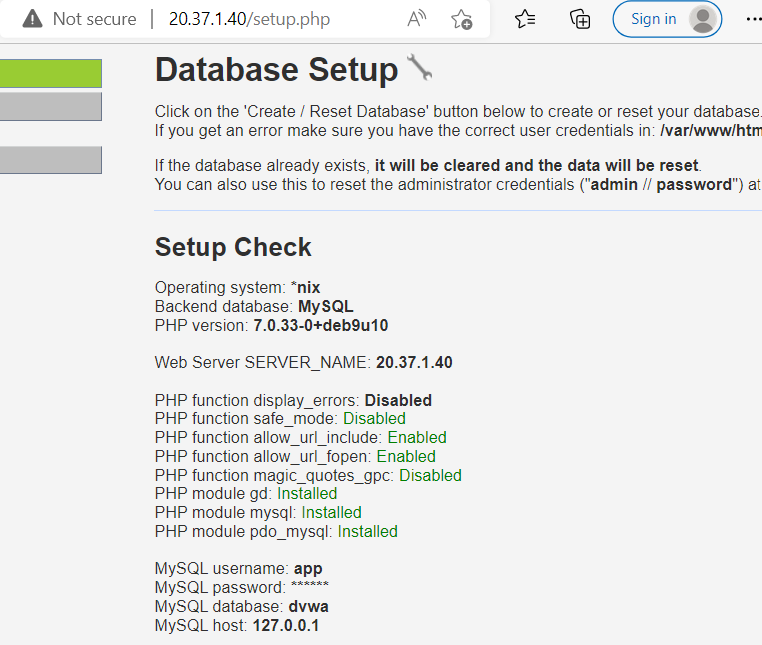 Not secure | 20.37.1.40/setup.php
Sign in
Database Setup
Click on the 'Create / Reset Database' button below to create or reset your database.
If you get an error make sure you have the correct user credentials in: /var/www/htm
If the database already exists, it will be cleared and the data will be reset.
You can also use this to reset the administrator credentials ("admin // password") at
Setup Check
Operating system: *nix
Backend database: MySQL
PHP version: 7.0.33-0+deb9u10
Web Server SERVER_NAME: 20.37.1.40
PHP function display_errors: Disabled
PHP function safe_mode: Disabled
PHP function allow_url_include: Enabled
PHP function allow_url_fopen: Enabled
PHP function magic_quotes_gpc: Disabled
PHP module gd: Installed
PHP module mysql: Installed
PHP module pdo_mysql: Installed
MySQL username: app
MySQL password: ******
MySQL database: dvwa
MySQL host: 127.0.0.1